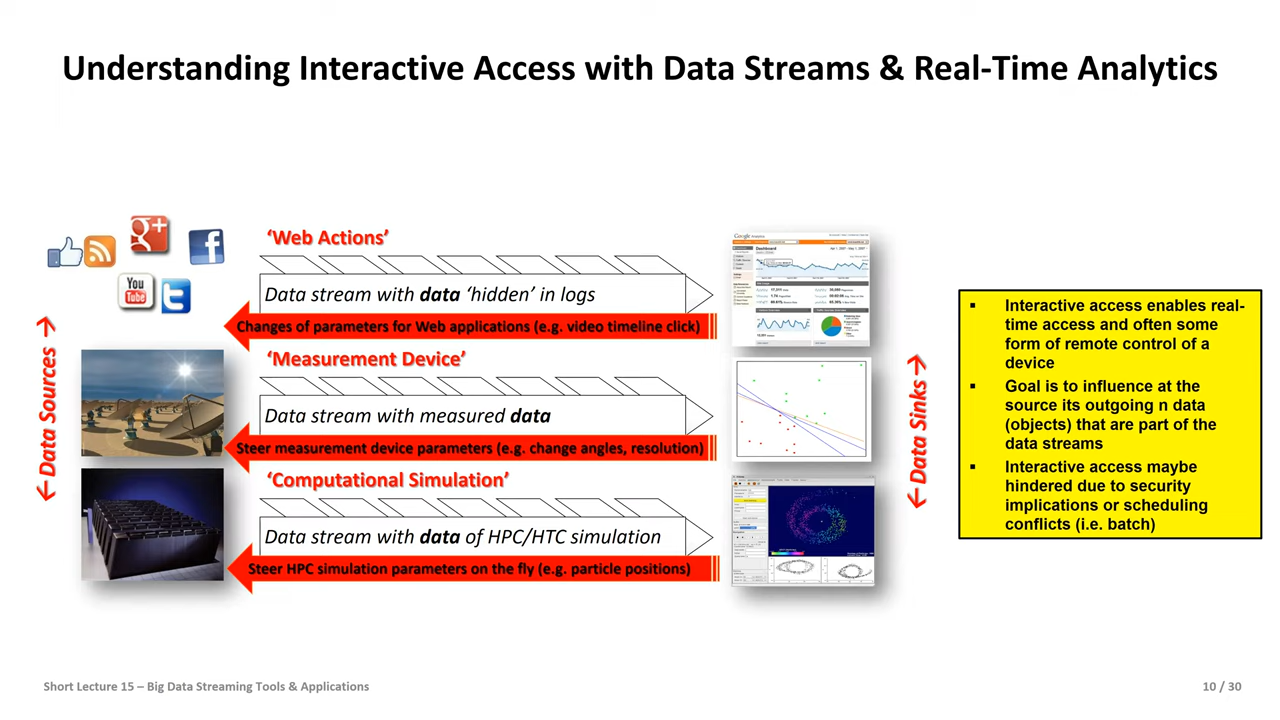 Understanding Interactive Access with Data Streams & Real-Time Analytics
g+
f
You
Tube
t
← Data Sources →
‘Web Actions’
Data stream with data ‘hidden’ in logs
Changes of parameters for Web applications (e.g. video timeline click)
‘Measurement Device’
Data stream with measured data
Steer measurement device parameters (e.g. change angles, resolution)
‘Computational Simulation’
Data stream with data of HPC/HTC simulation
Steer HPC simulation parameters on the fly (e.g. particle positions)
Google Analytics
Dashboard
← Data Sinks →
▪ Interactive access enables real-
time access and often some
form of remote control of a
device
▪ Goal is to influence at the
source its outgoing n data
(objects) that are part of the
data streams
▪ Interactive access maybe
hindered due to security
implications or scheduling
conflicts (i.e. batch)
Short Lecture 15 – Big Data Streaming Tools & Applications
10 / 30